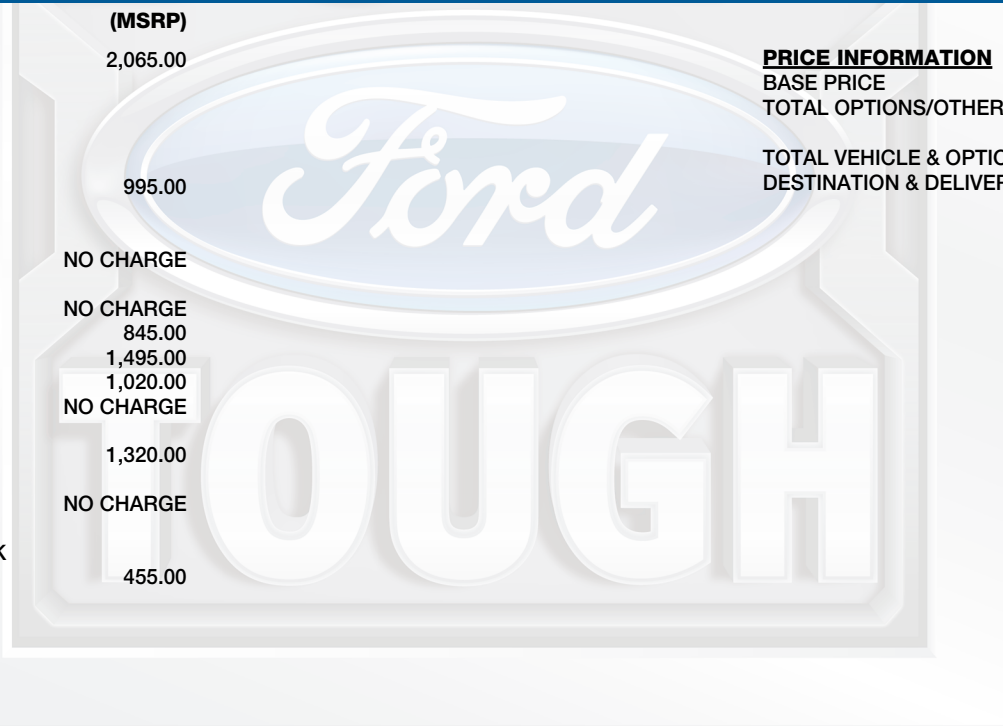 (MSRP)
2,065.00
995.00
NO CHARGE
NO CHARGE
845.00
1,495.00
1,020.00
NO CHARGE
1,320.00
NO CHARGE
K
455.00
PRICE INFORMATION
BASE PRICE
TOTAL OPTIONS/OTHER
TOTAL VEHICLE & OPTIO
DESTINATION & DELIVER
Ford
TOUGH